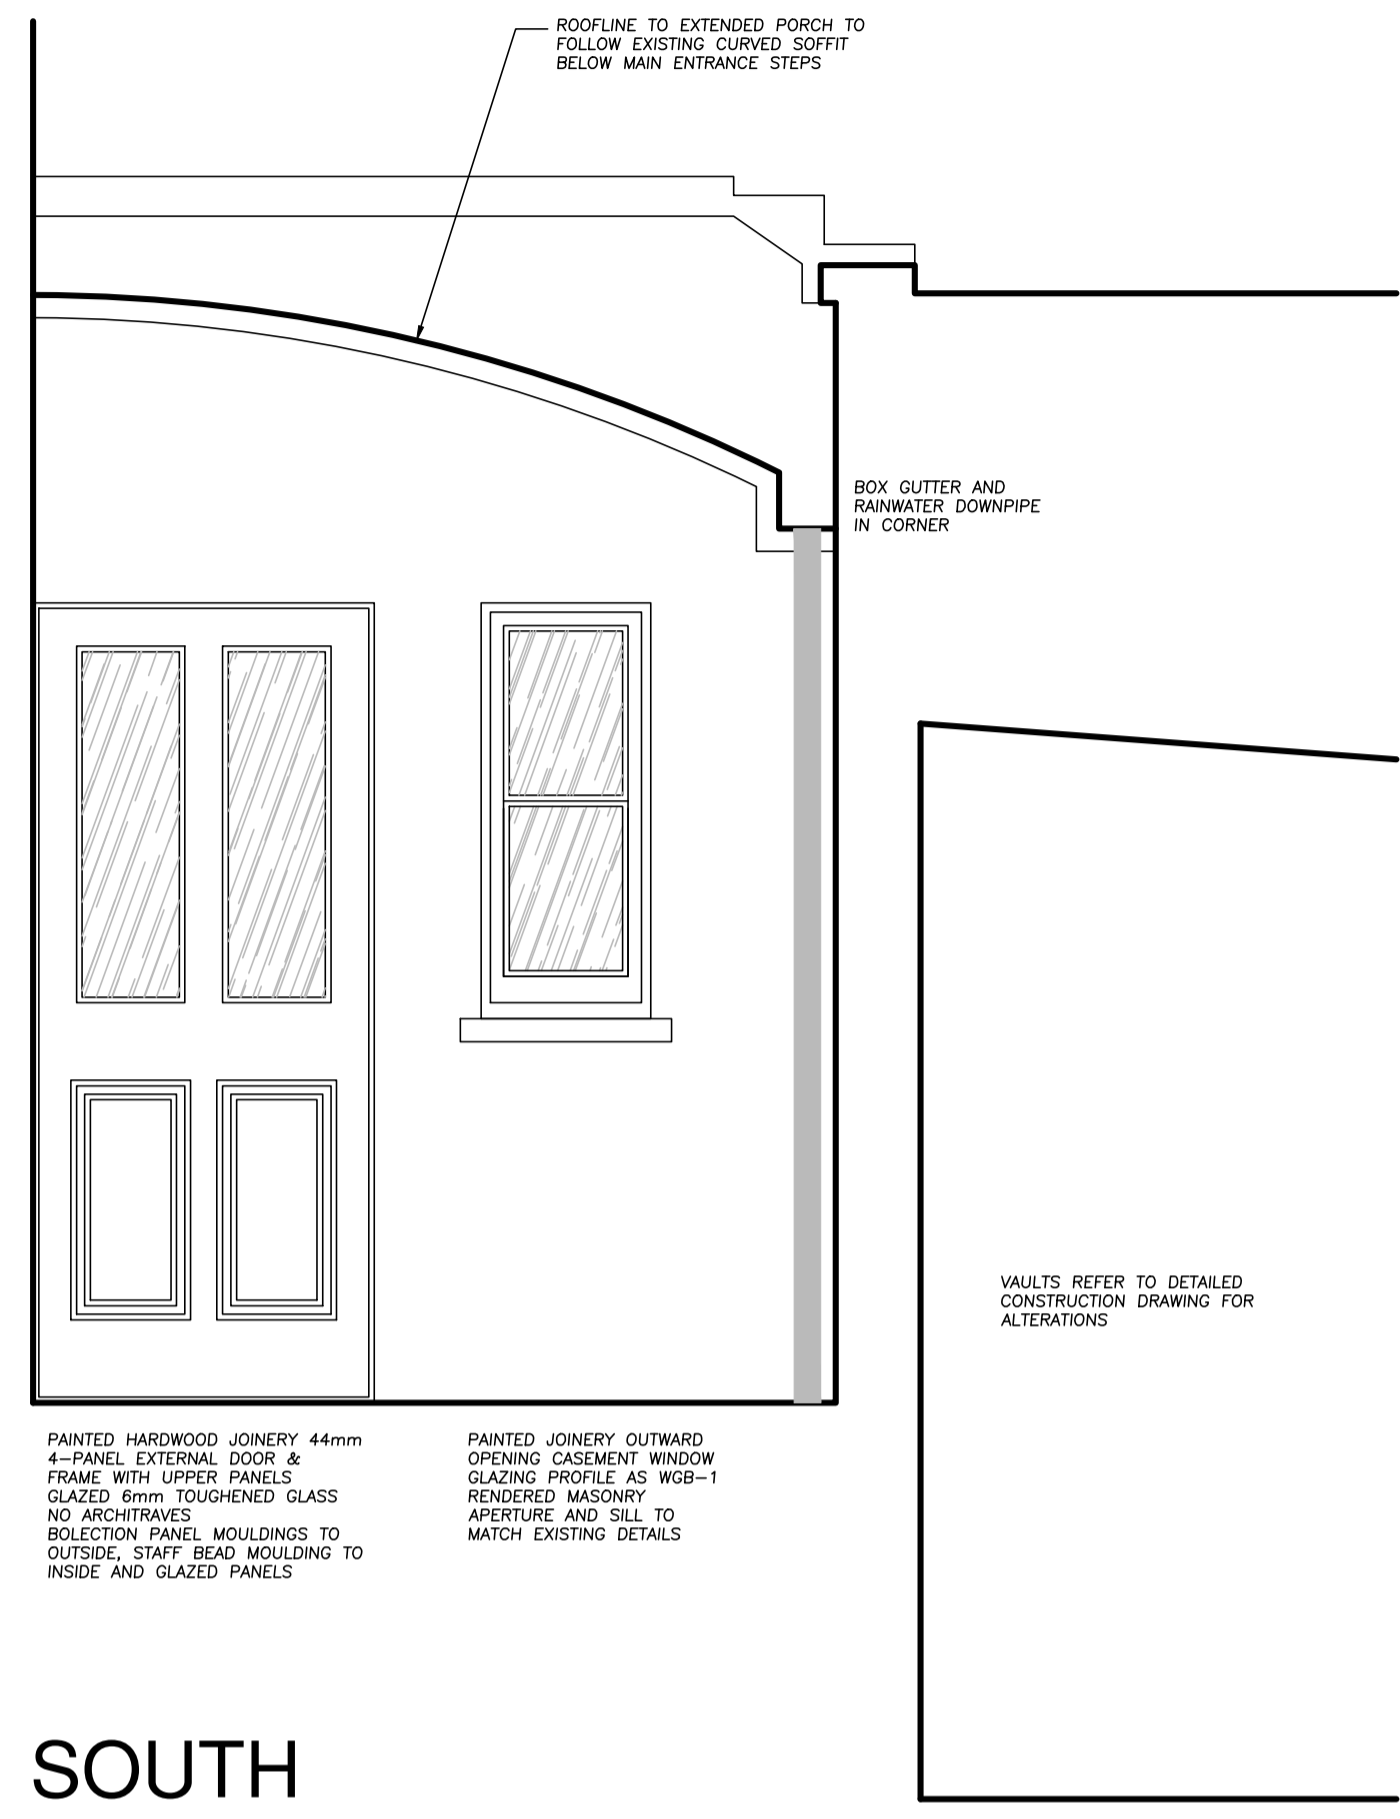 ROOFLINE TO EXTENDED PORCH TO
FOLLOW EXISTING CURVED SOFFIT
BELOW MAIN ENTRANCE STEPS
BOX GUTTER AND
RAINWATER DOWNPIPE
IN CORNER
VAULTS REFER TO DETAILED
CONSTRUCTION DRAWING FOR
ALTERATIONS
PAINTED HARDWOOD JOINERY 44mm
4-PANEL EXTERNAL DOOR &
FRAME WITH UPPER PANELS
GLAZED 6mm TOUGHENED GLASS
NO ARCHITRAVES
BOLECTION PANEL MOULDINGS TO
OUTSIDE, STAFF BEAD MOULDING TO
INSIDE AND GLAZED PANELS
PAINTED JOINERY OUTWARD
OPENING CASEMENT WINDOW
GLAZING PROFILE AS WGB-1
RENDERED MASONRY
APERTURE AND SILL TO
MATCH EXISTING DETAILS
SOUTH